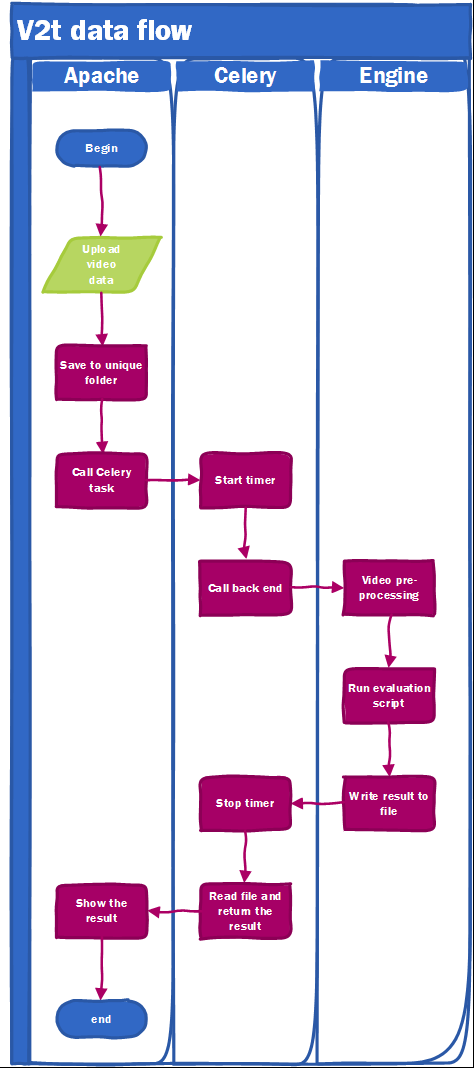 V2t data flow
Apache
Celery
Engine
Begin
Upload
video
data
Save to unique
folder
Call Celery
task
Start timer
Call back end
Video pre-
processing
Run evaluation
script
Write result to
file
Stop timer
Read file and
return the
result
Show the
result
end